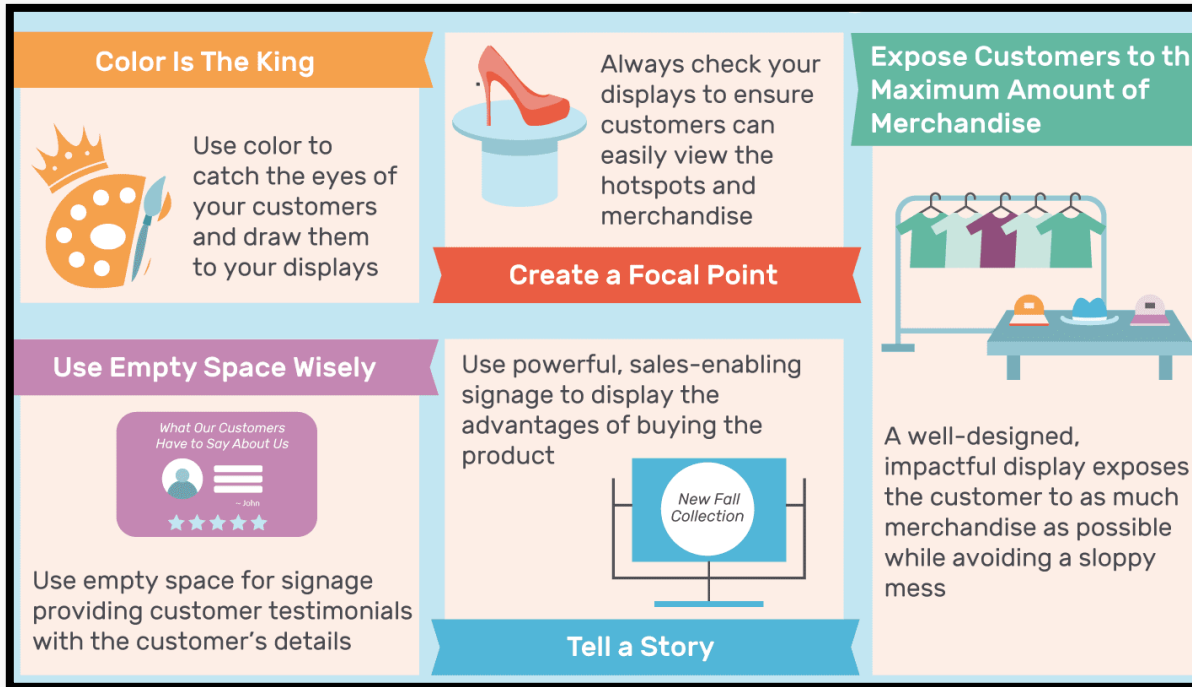 Color Is The King
Use color to
catch the eyes of
your customers
and draw them
to your displays
Always check your
displays to ensure
customers can
easily view the
hotspots and
merchandise
Create a Focal Point
Expose Customers to th
Maximum Amount of
Merchandise
A well-designed,
impactful display exposes
the customer to as much
merchandise as possible
while avoiding a sloppy
mess
Use Empty Space Wisely
What Our Customers
Have to Say About Us
– John
Use empty space for signage
providing customer testimonials
with the customer's details
Use powerful, sales-enabling
signage to display the
advantages of buying the
product
New Fall
Collection
Tell a Story